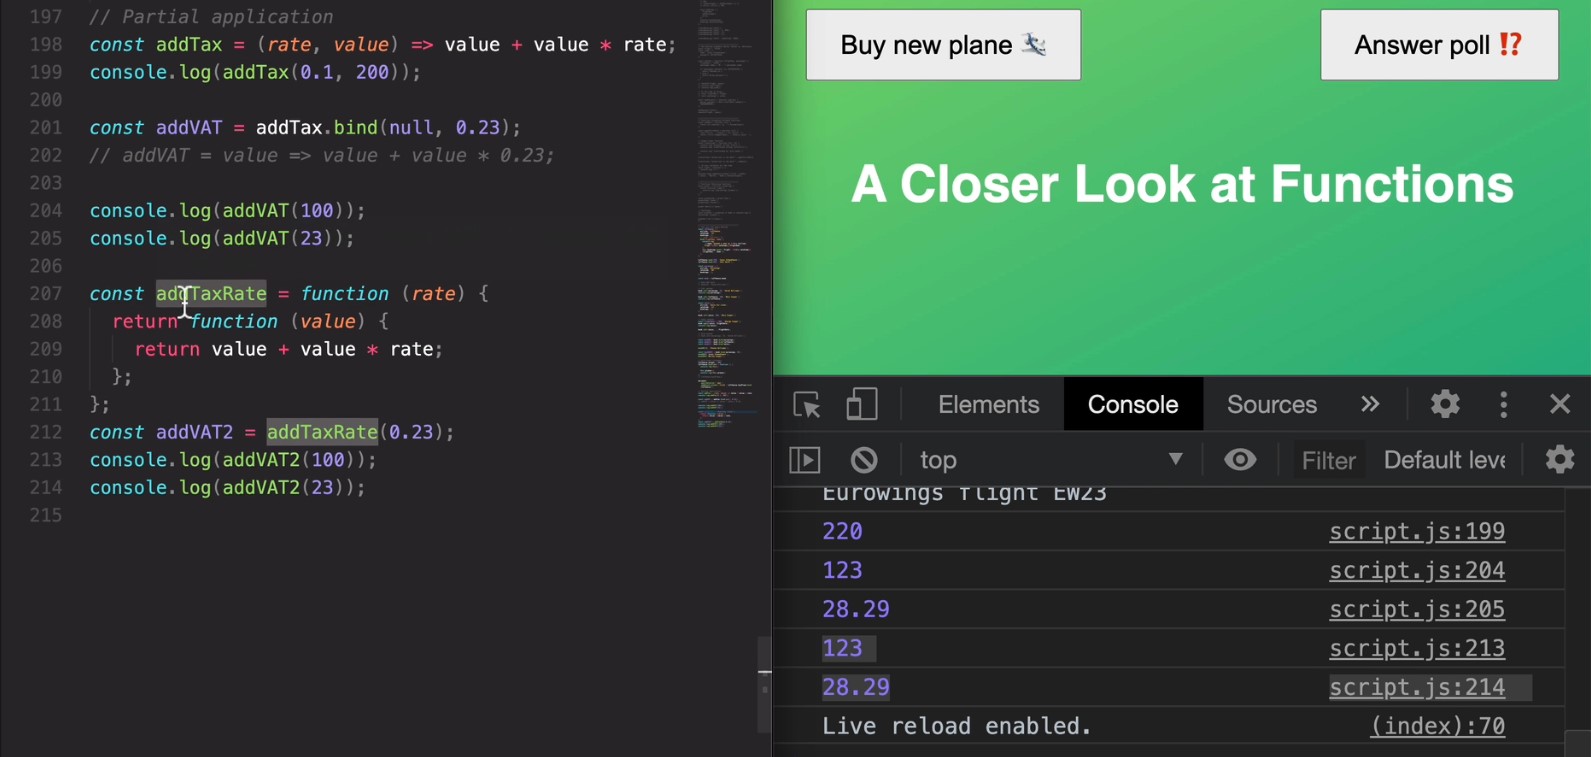 197 // Partial application
198 const addTax = (rate, value) => value + value * rate;
199 console.log(addTax(0.1, 200));
200
201 const addVAT = addTax.bind(null, 0.23);
202 // addVAT = value => value + value * 0.23;
203
204 console.log(addVAT(100));
205 console.log(addVAT(23));
206
207 const addTaxRate = function (rate) {
208 return function (value) {
209 return value + value * rate;
210 };
211 };
212 const addVAT2 = addTaxRate(0.23);
213 console.log(addVAT2(100));
214 console.log(addVAT2(23));
215
Buy new plane 🛩
Answer poll ⁉️
A Closer Look at Functions
Elements Console Sources »
top Filter Default leve
Eurowings flight EW23
220 script.js:199
123 script.js:204
28.29 script.js:205
123 script.js:213
28.29 script.js:214
Live reload enabled. (index):70